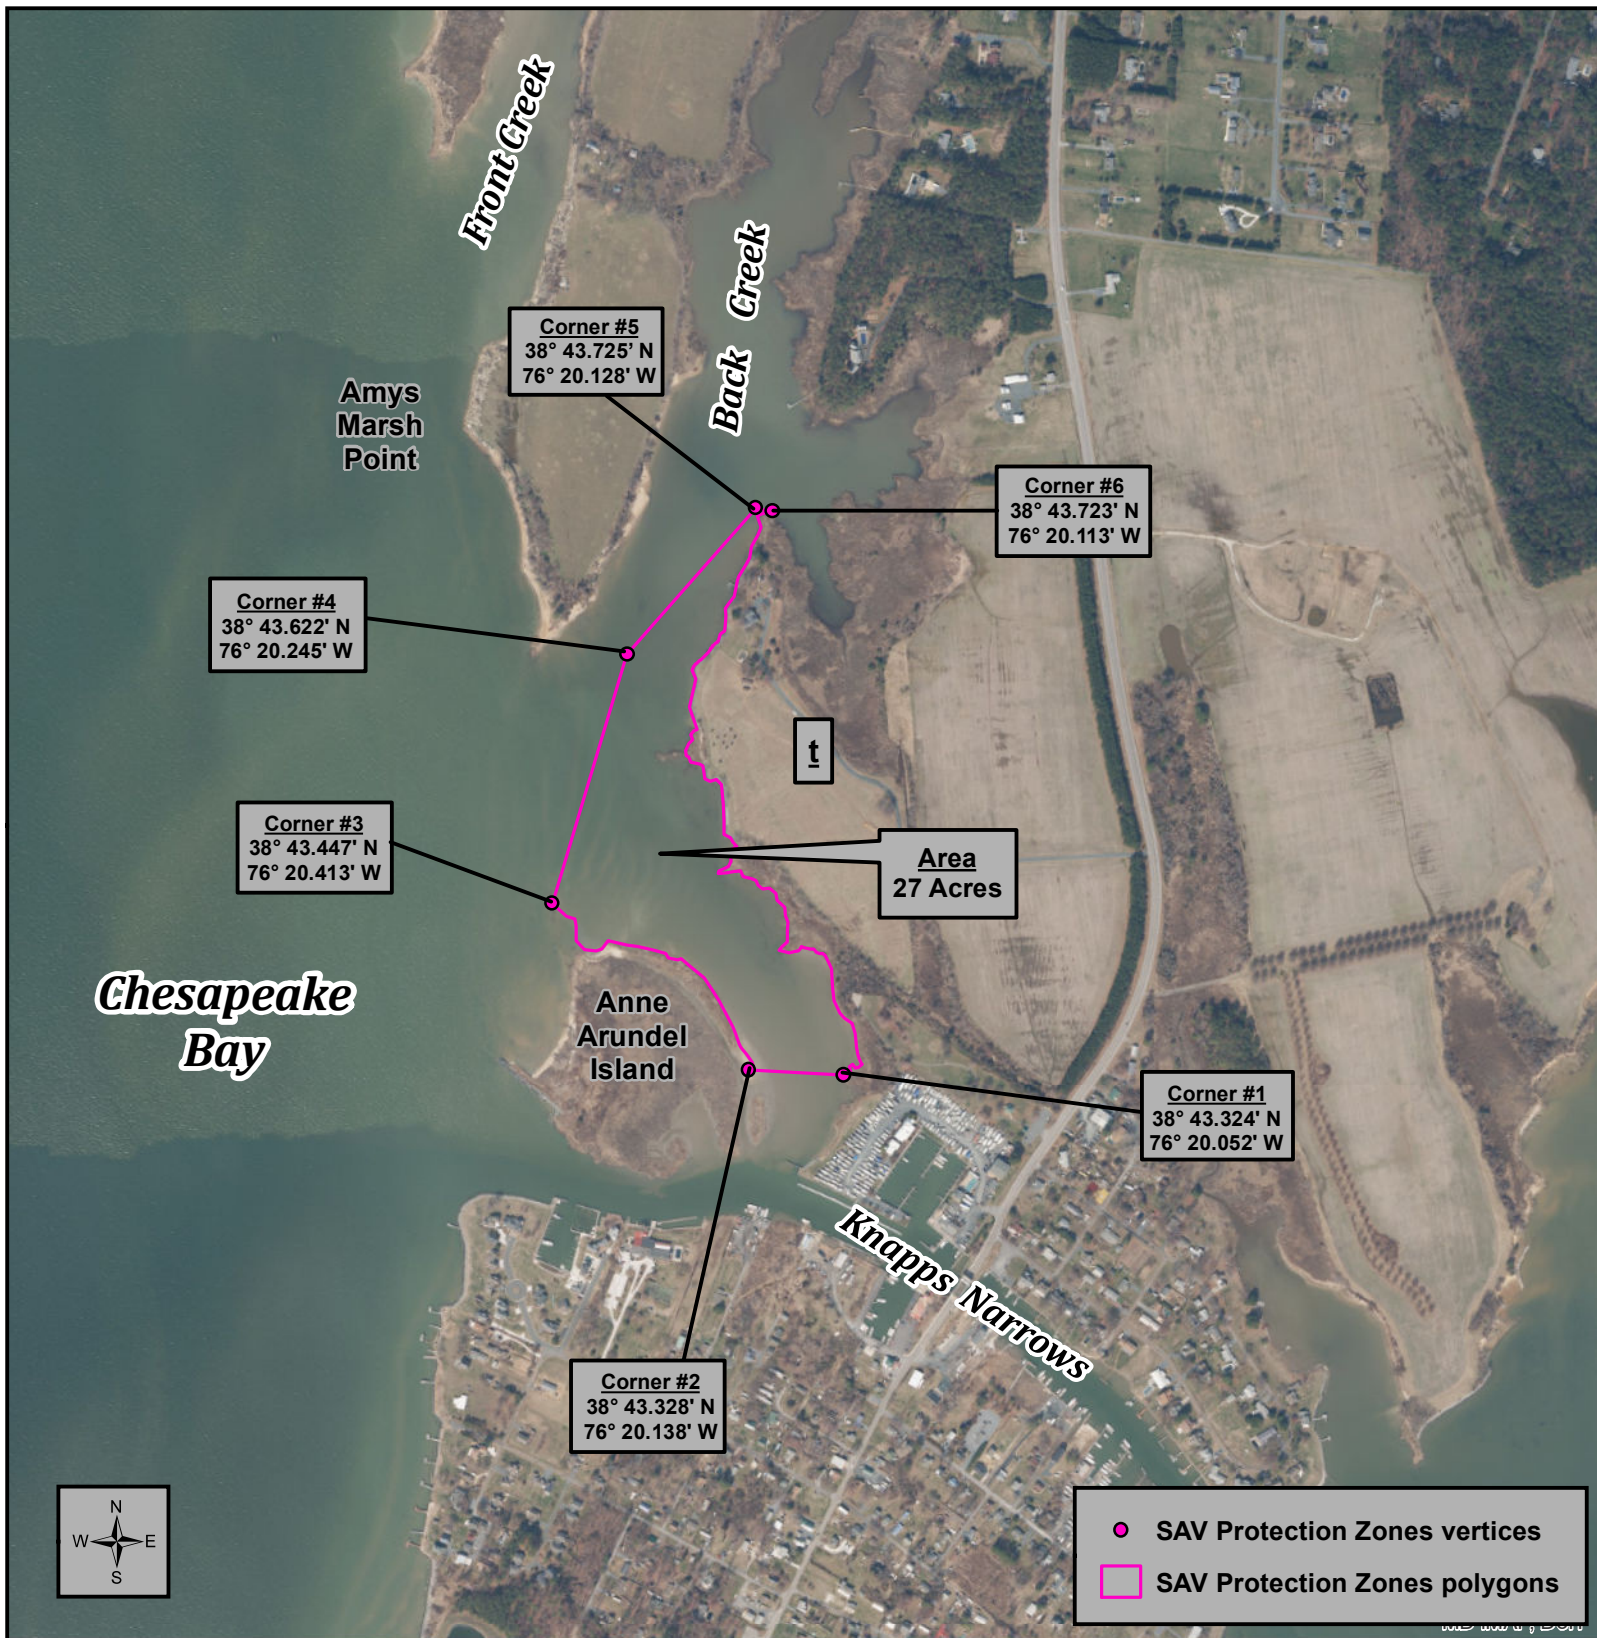 Front Creek
Back Creek
Corner #5
38° 43.725’ N
76° 20.128' W
Amys
Marsh
Point
Corner #6
38° 43.723' N
76° 20.113' W
Corner #4
38° 43.622' N
76° 20.245' W
t
Corner #3
38° 43.447' N
76° 20.413' W
Area
27 Acres
Chesapeake
Bay
Anne
Arundel
Island
Corner #1
38° 43.324' N
76° 20.052' W
Knapps Narrows
Corner #2
38° 43.328' N
76° 20.138' W
N
W E
S
SAV Protection Zones vertices
SAV Protection Zones polygons